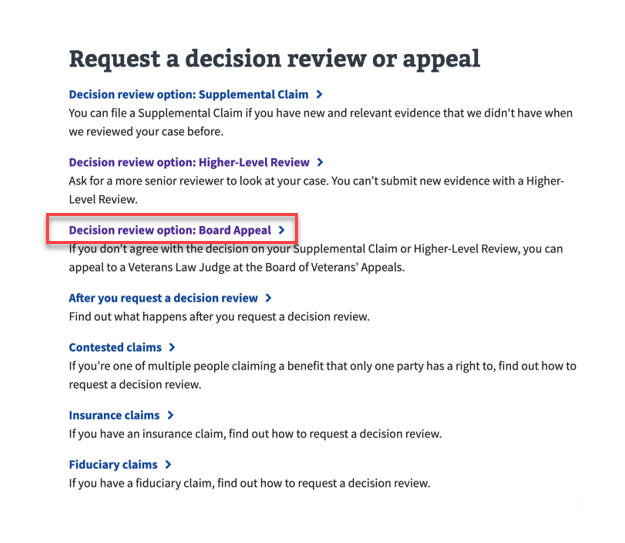 Request a decision review or appeal
Decision review option: Supplemental Claim
You can file a Supplemental Claim if you have new and relevant evidence that we didn't have when
we reviewed your case before.
Decision review option: Higher-Level Review
Ask for a more senior reviewer to look at your case. You can’t submit new evidence with a Higher-
Level Review.
Decision review option: Board Appeal
If you don’t agree with the decision on your Supplemental Claim or Higher-Level Review, you can
appeal to a Veterans Law Judge at the Board of Veterans’ Appeals.
After you request a decision review
Find out what happens after you request a decision review.
Contested claims
If you’re one of multiple people claiming a benefit that only one party has a right to, find out how to
request a decision review.
Insurance claims
If you have an insurance claim, find out how to request a decision review.
Fiduciary claims
If you have a fiduciary claim, find out how to request a decision review.